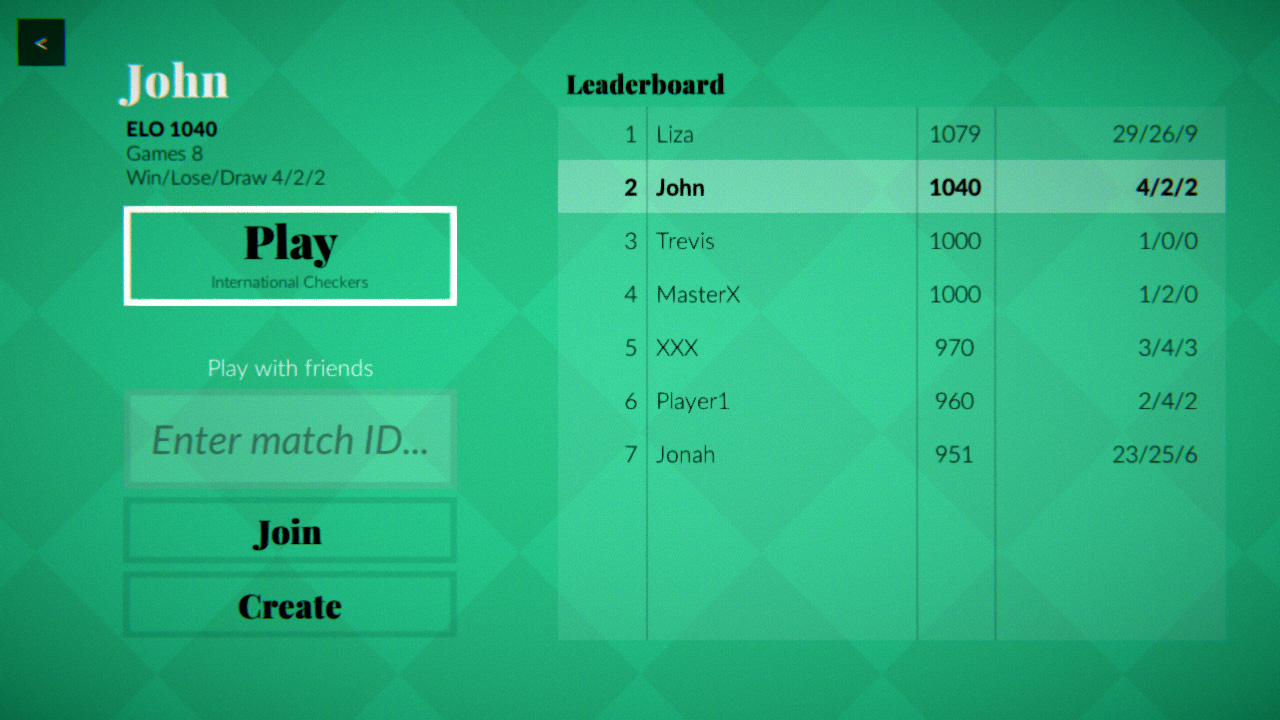 <
John
ELO 1040
Games 8
Win/Lose/Draw 4/2/2
Play
International Checkers
Play with friends
Enter match ID...
Join
Create
Leaderboard
1 Liza 1079 29/26/9
2 John 1040 4/2/2
3 Trevis 1000 1/0/0
4 MasterX 1000 1/2/0
5 XXX 970 3/4/3
6 Player1 960 2/4/2
7 Jonah 951 23/25/6